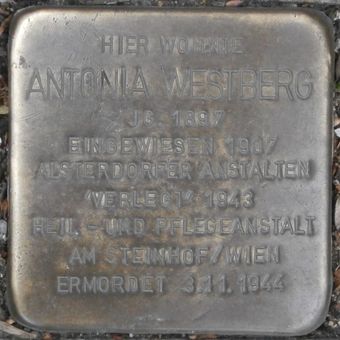 HIER WOHNTE
ANTONIA WESTBERG
JG. 1897
EINGEWIESEN 1907
ALSTERDORFER ANSTALTEN
'VERLEGT' 1943
HEIL-UND PFLEGEANSTALT
AM STEINHOF/WIEN
ERMORDET 3.11.1944